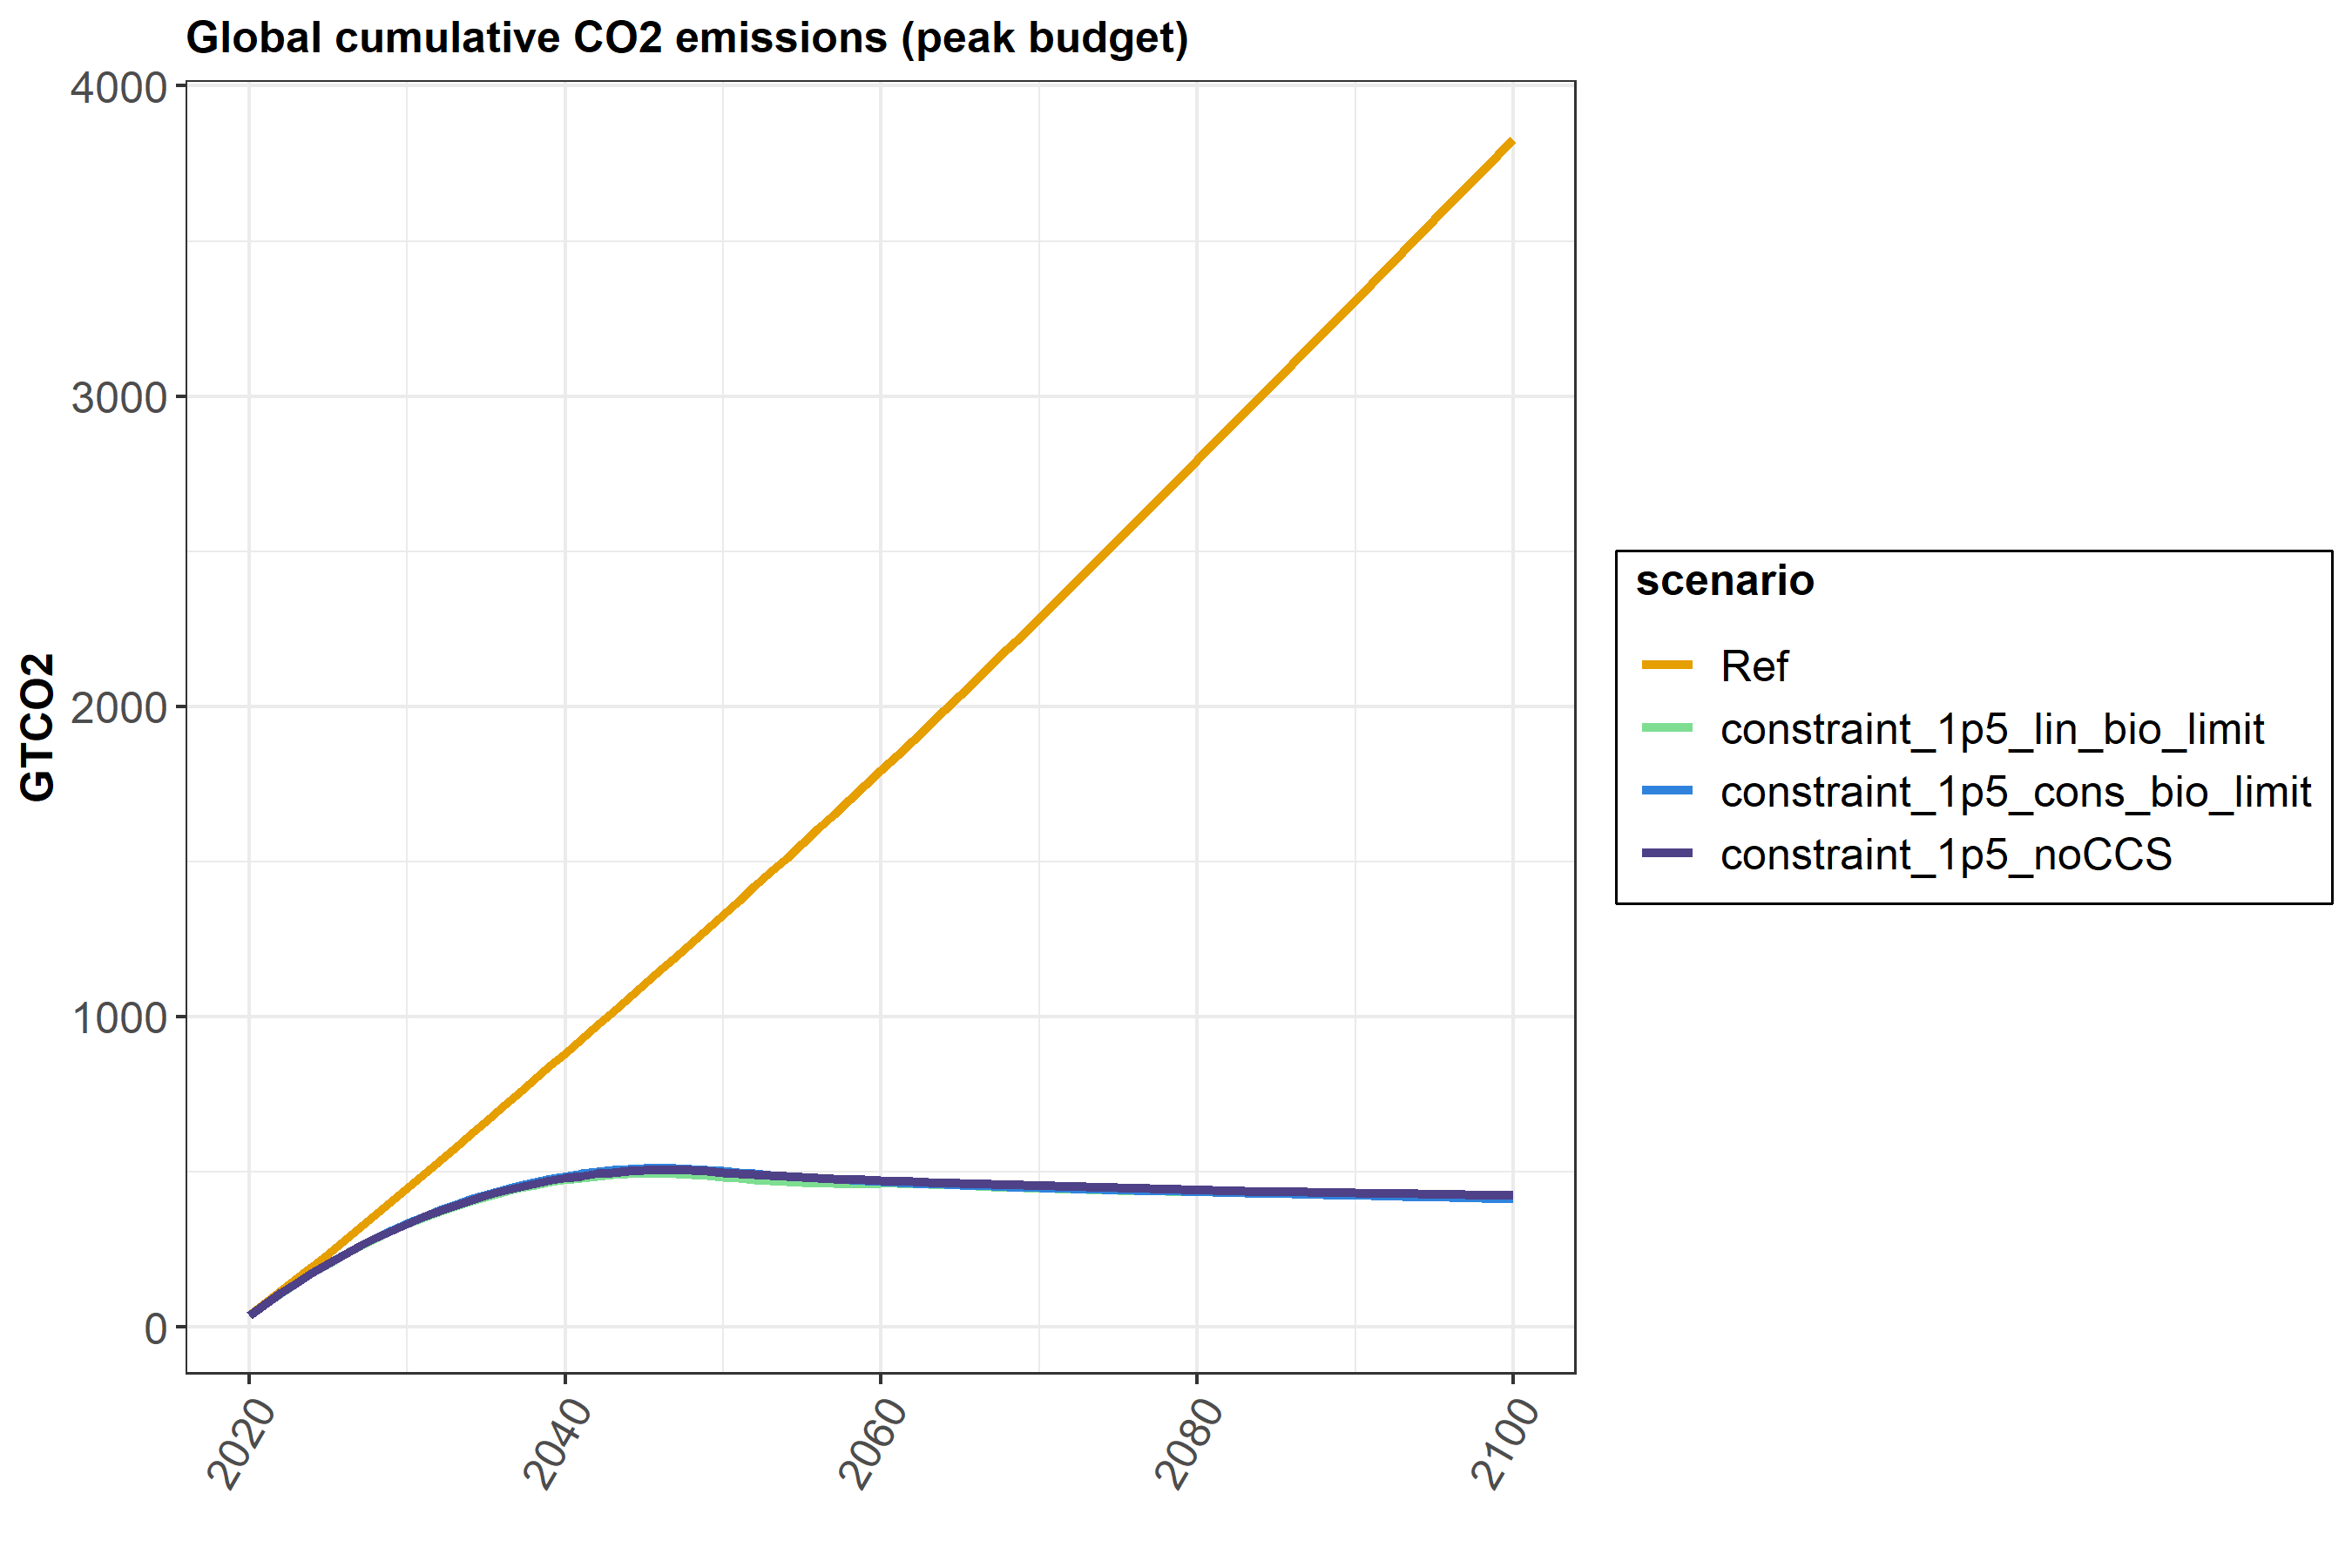 Global cumulative CO2 emissions (peak budget)
4000
3000
2000
1000
0
GTCO2
2020
2040
2060
2080
2100
scenario
Ref
constraint_1p5_lin_bio_limit
constraint_1p5_cons_bio_limit
constraint_1p5_noCCS